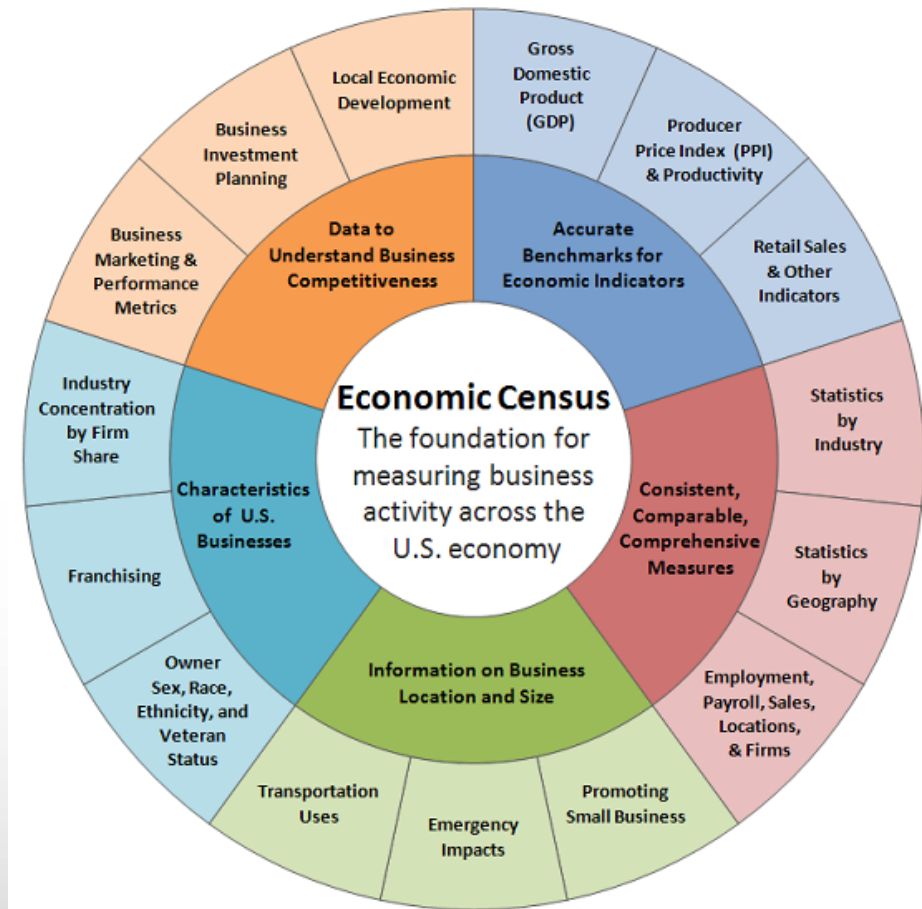 Economic Census
The foundation for
measuring business
activity across the
U.S. economy
Accurate
Benchmarks for
Economic Indicators
Gross
Domestic
Product
(GDP)
Producer
Price Index (PPI)
& Productivity
Retail Sales
& Other
Indicators
Consistent,
Comparable,
Comprehensive
Measures
Statistics
by
Industry
Statistics
by
Geography
Employment,
Payroll, Sales,
Locations,
& Firms
Information on Business
Location and Size
Promoting
Small Business
Emergency
Impacts
Transportation
Uses
Characteristics
of U.S.
Businesses
Owner
Sex, Race,
Ethnicity, and
Veteran
Status
Franchising
Industry
Concentration
by Firm
Share
Data to
Understand Business
Competitiveness
Business
Marketing &
Performance
Metrics
Business
Investment
Planning
Local Economic
Development